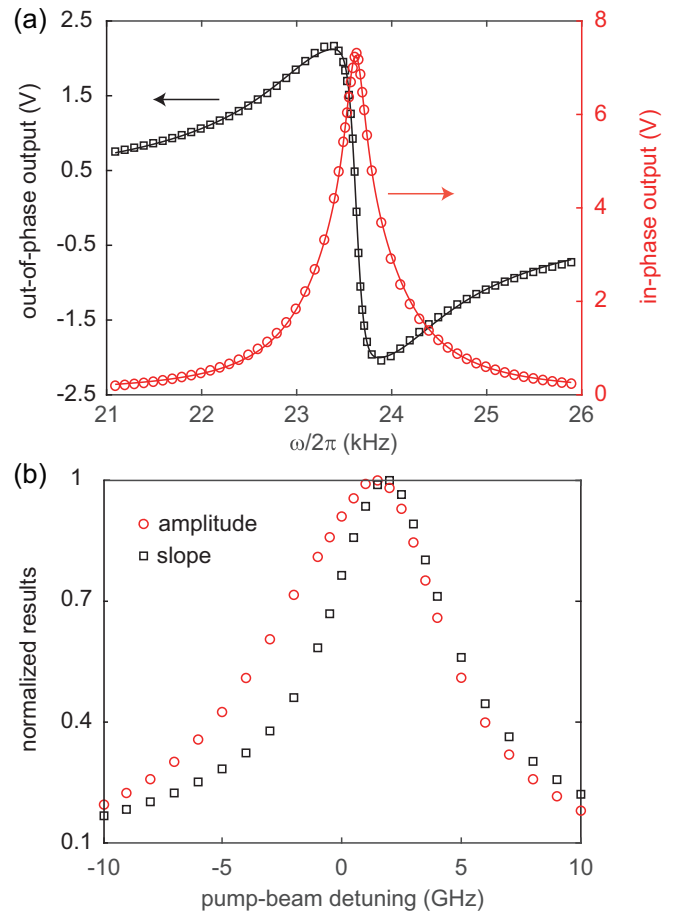 (a)
2.5
1.5
0.5
-0.5
-1.5
-2.5
out-of-phase output (V)
8
6
4
2
0
in-phase output (V)
21 22 23 24 25 26
ω/2π (kHz)
(b)
1
0.7
0.4
0.1
normalized results
amplitude
slope
-10 -5 0 5 10
pump-beam detuning (GHz)